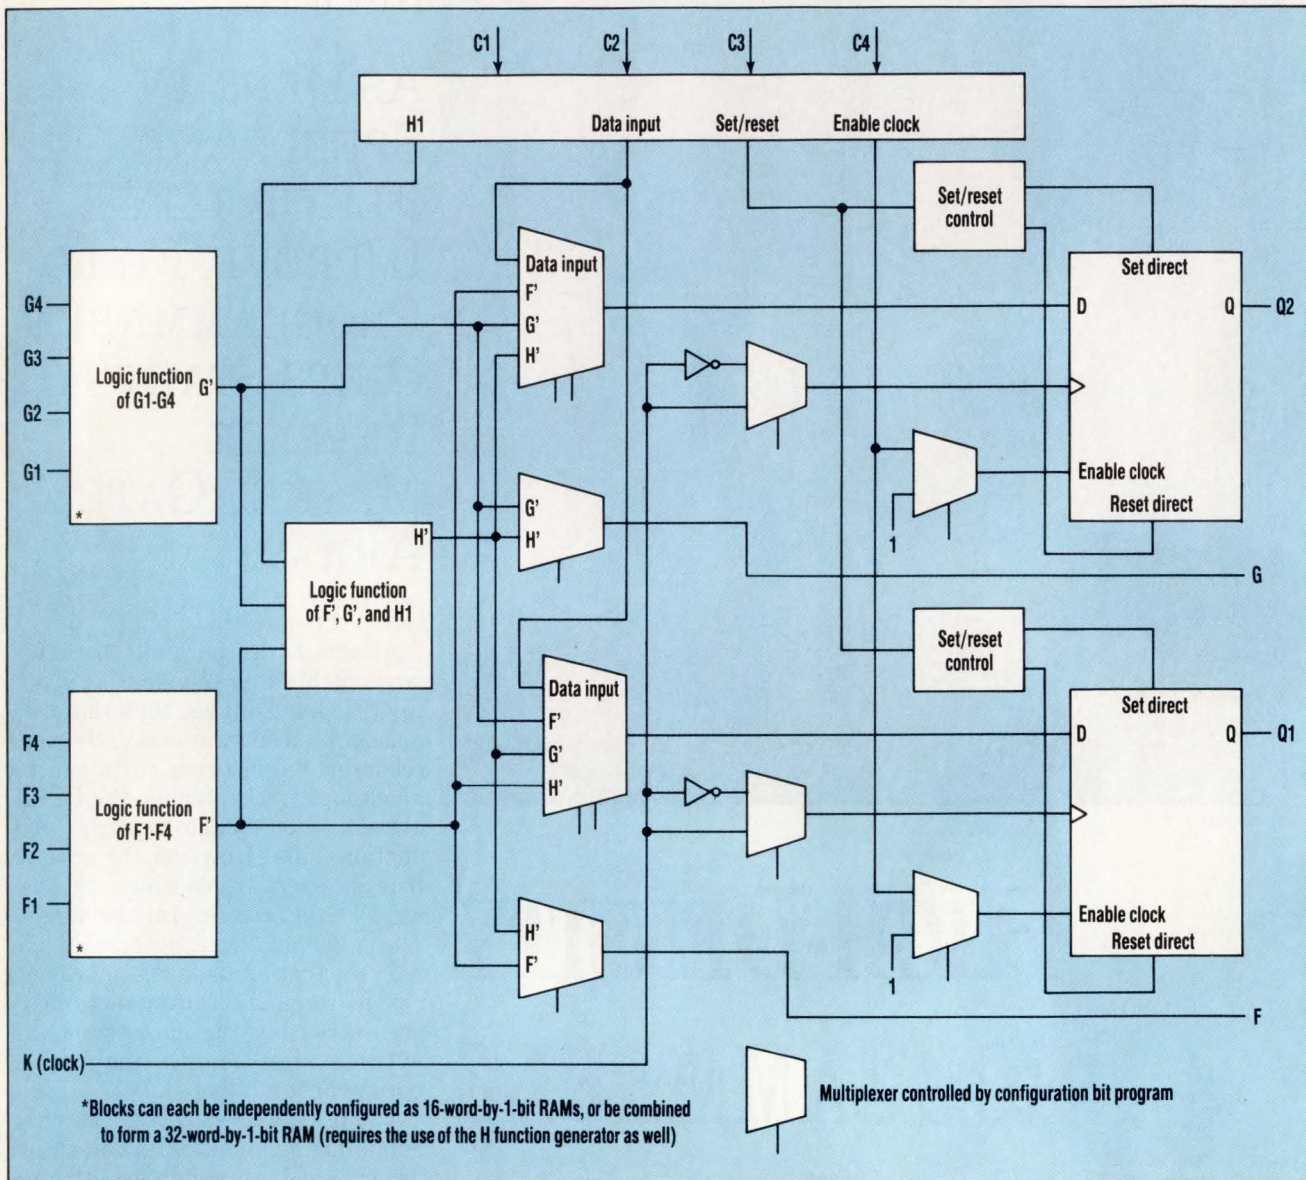 C1 C2 C3 C4
H1 Data input Set/reset Enable clock
Set/reset
control
Data input
F'
G'
H'
Set direct
D Q Q2
Enable clock
Reset direct
1
G4
G3
G2
G1
Logic function
of G1-G4
G'
*
G'
H'
G
H'
Logic function
of F', G', and H1
Set/reset
control
Data input
F'
G'
H'
Set direct
D Q Q1
Enable clock
Reset direct
1
F4
F3
F2
F1
Logic function
of F1-F4
F'
*
H'
F'
F
K (clock)
Multiplexer controlled by configuration bit program
*Blocks can each be independently configured as 16-word-by-1-bit RAMs, or be combined
to form a 32-word-by-1-bit RAM (requires the use of the H function generator as well)